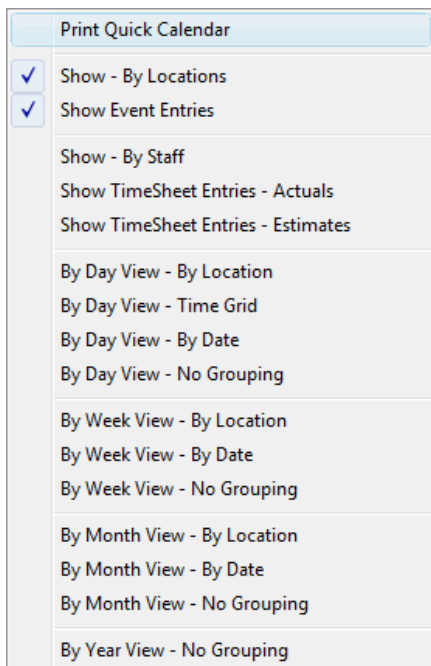 Print Quick Calendar
Show - By Locations
Show Event Entries
Show - By Staff
Show TimeSheet Entries - Actuals
Show TimeSheet Entries - Estimates
By Day View - By Location
By Day View - Time Grid
By Day View - By Date
By Day View - No Grouping
By Week View - By Location
By Week View - By Date
By Week View - No Grouping
By Month View - By Location
By Month View - By Date
By Month View - No Grouping
By Year View - No Grouping